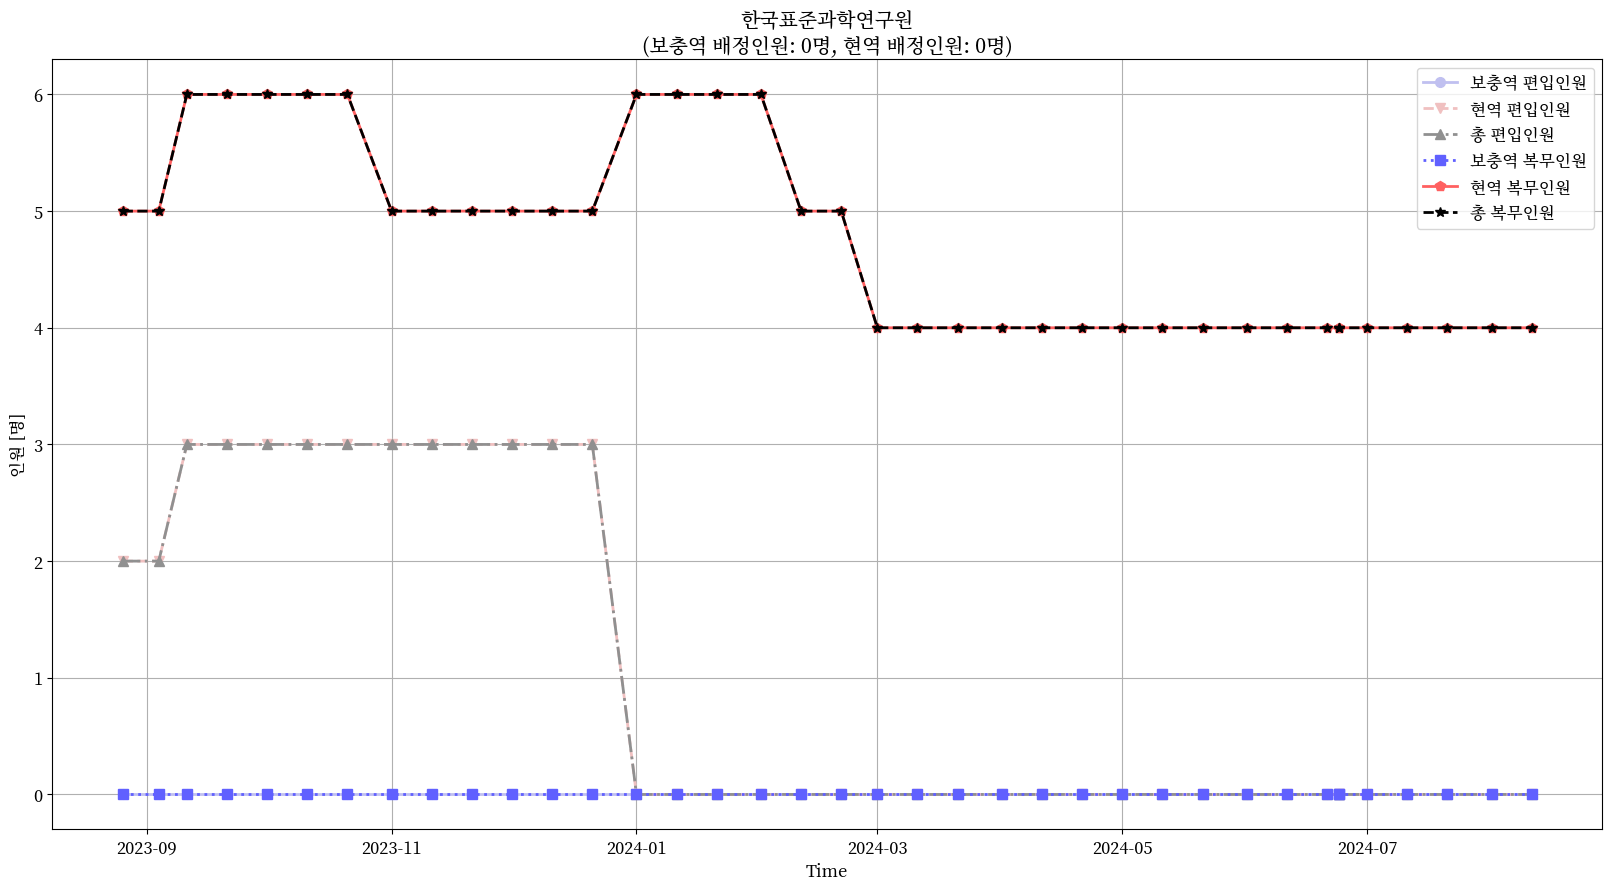 한국표준과학연구원
(보충역 배정인원: 0명, 현역 배정인원: 0명)
보충역 편입인원
현역 편입인원
총 편입인원
보충역 복무인원
현역 복무인원
총 복무인원
인원 [명]
6
5
4
3
2
1
0
2023-09
2023-11
2024-01
2024-03
2024-05
2024-07
Time